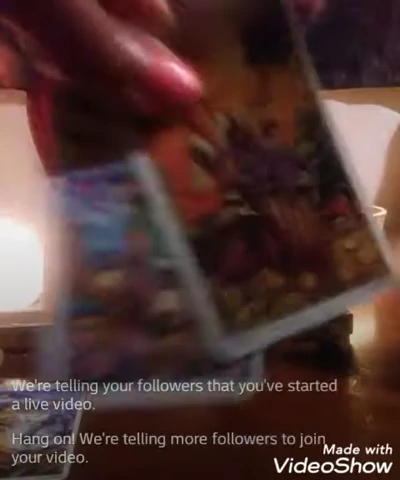 We're telling your followers that you've started
a live video.
Hang on! We're telling more followers to join
your video.
Made with
VideoShow